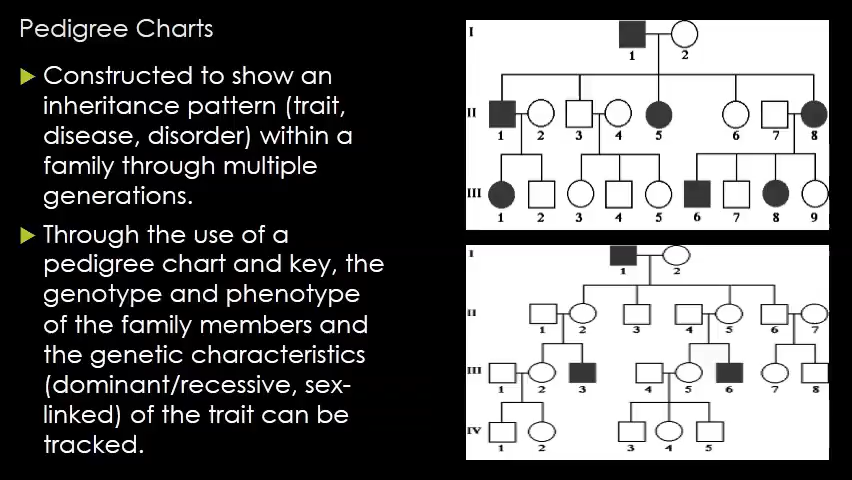 Pedigree Charts
Constructed to show an
inheritance pattern (trait,
disease, disorder) within a
family through multiple
generations.
Through the use of a
pedigree chart and key, the
genotype and phenotype
of the family members and
the genetic characteristics
(dominant/recessive, sex-
linked) of the trait can be
tracked.
I
1 2
II
1 2 3 4 5 6 7 8
III
1 2 3 4 5 6 7 8 9
I
1 2
II
1 2 3 4 5 6 7
III
1 2 3 4 5 6 7 8
IV
1 2 3 4 5